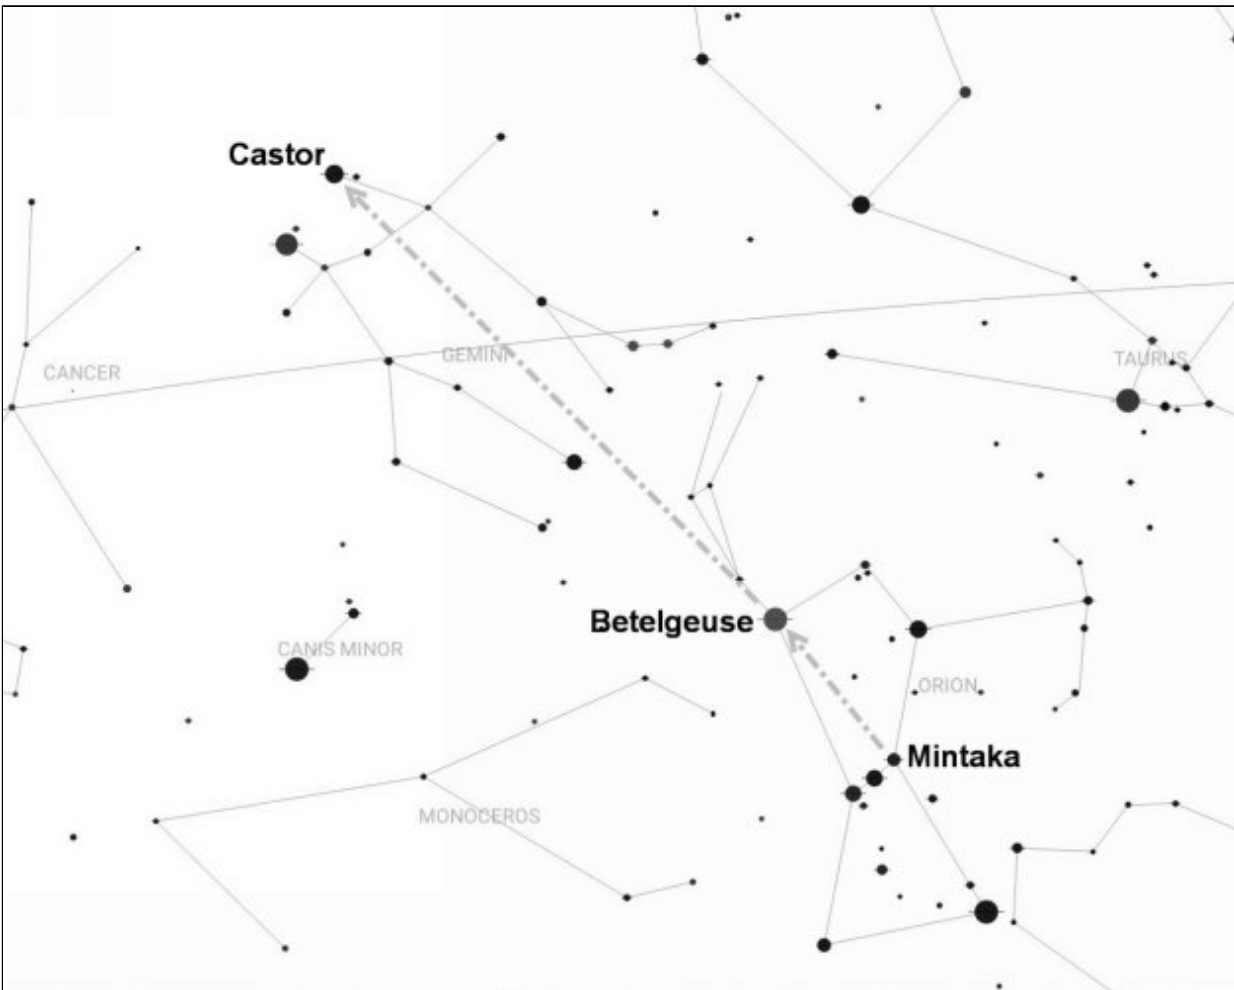 Castor
GEMINI
TAURUS
CANCER
Betelgeuse
CANIS MINOR
ORION
Mintaka
MONOCEROS